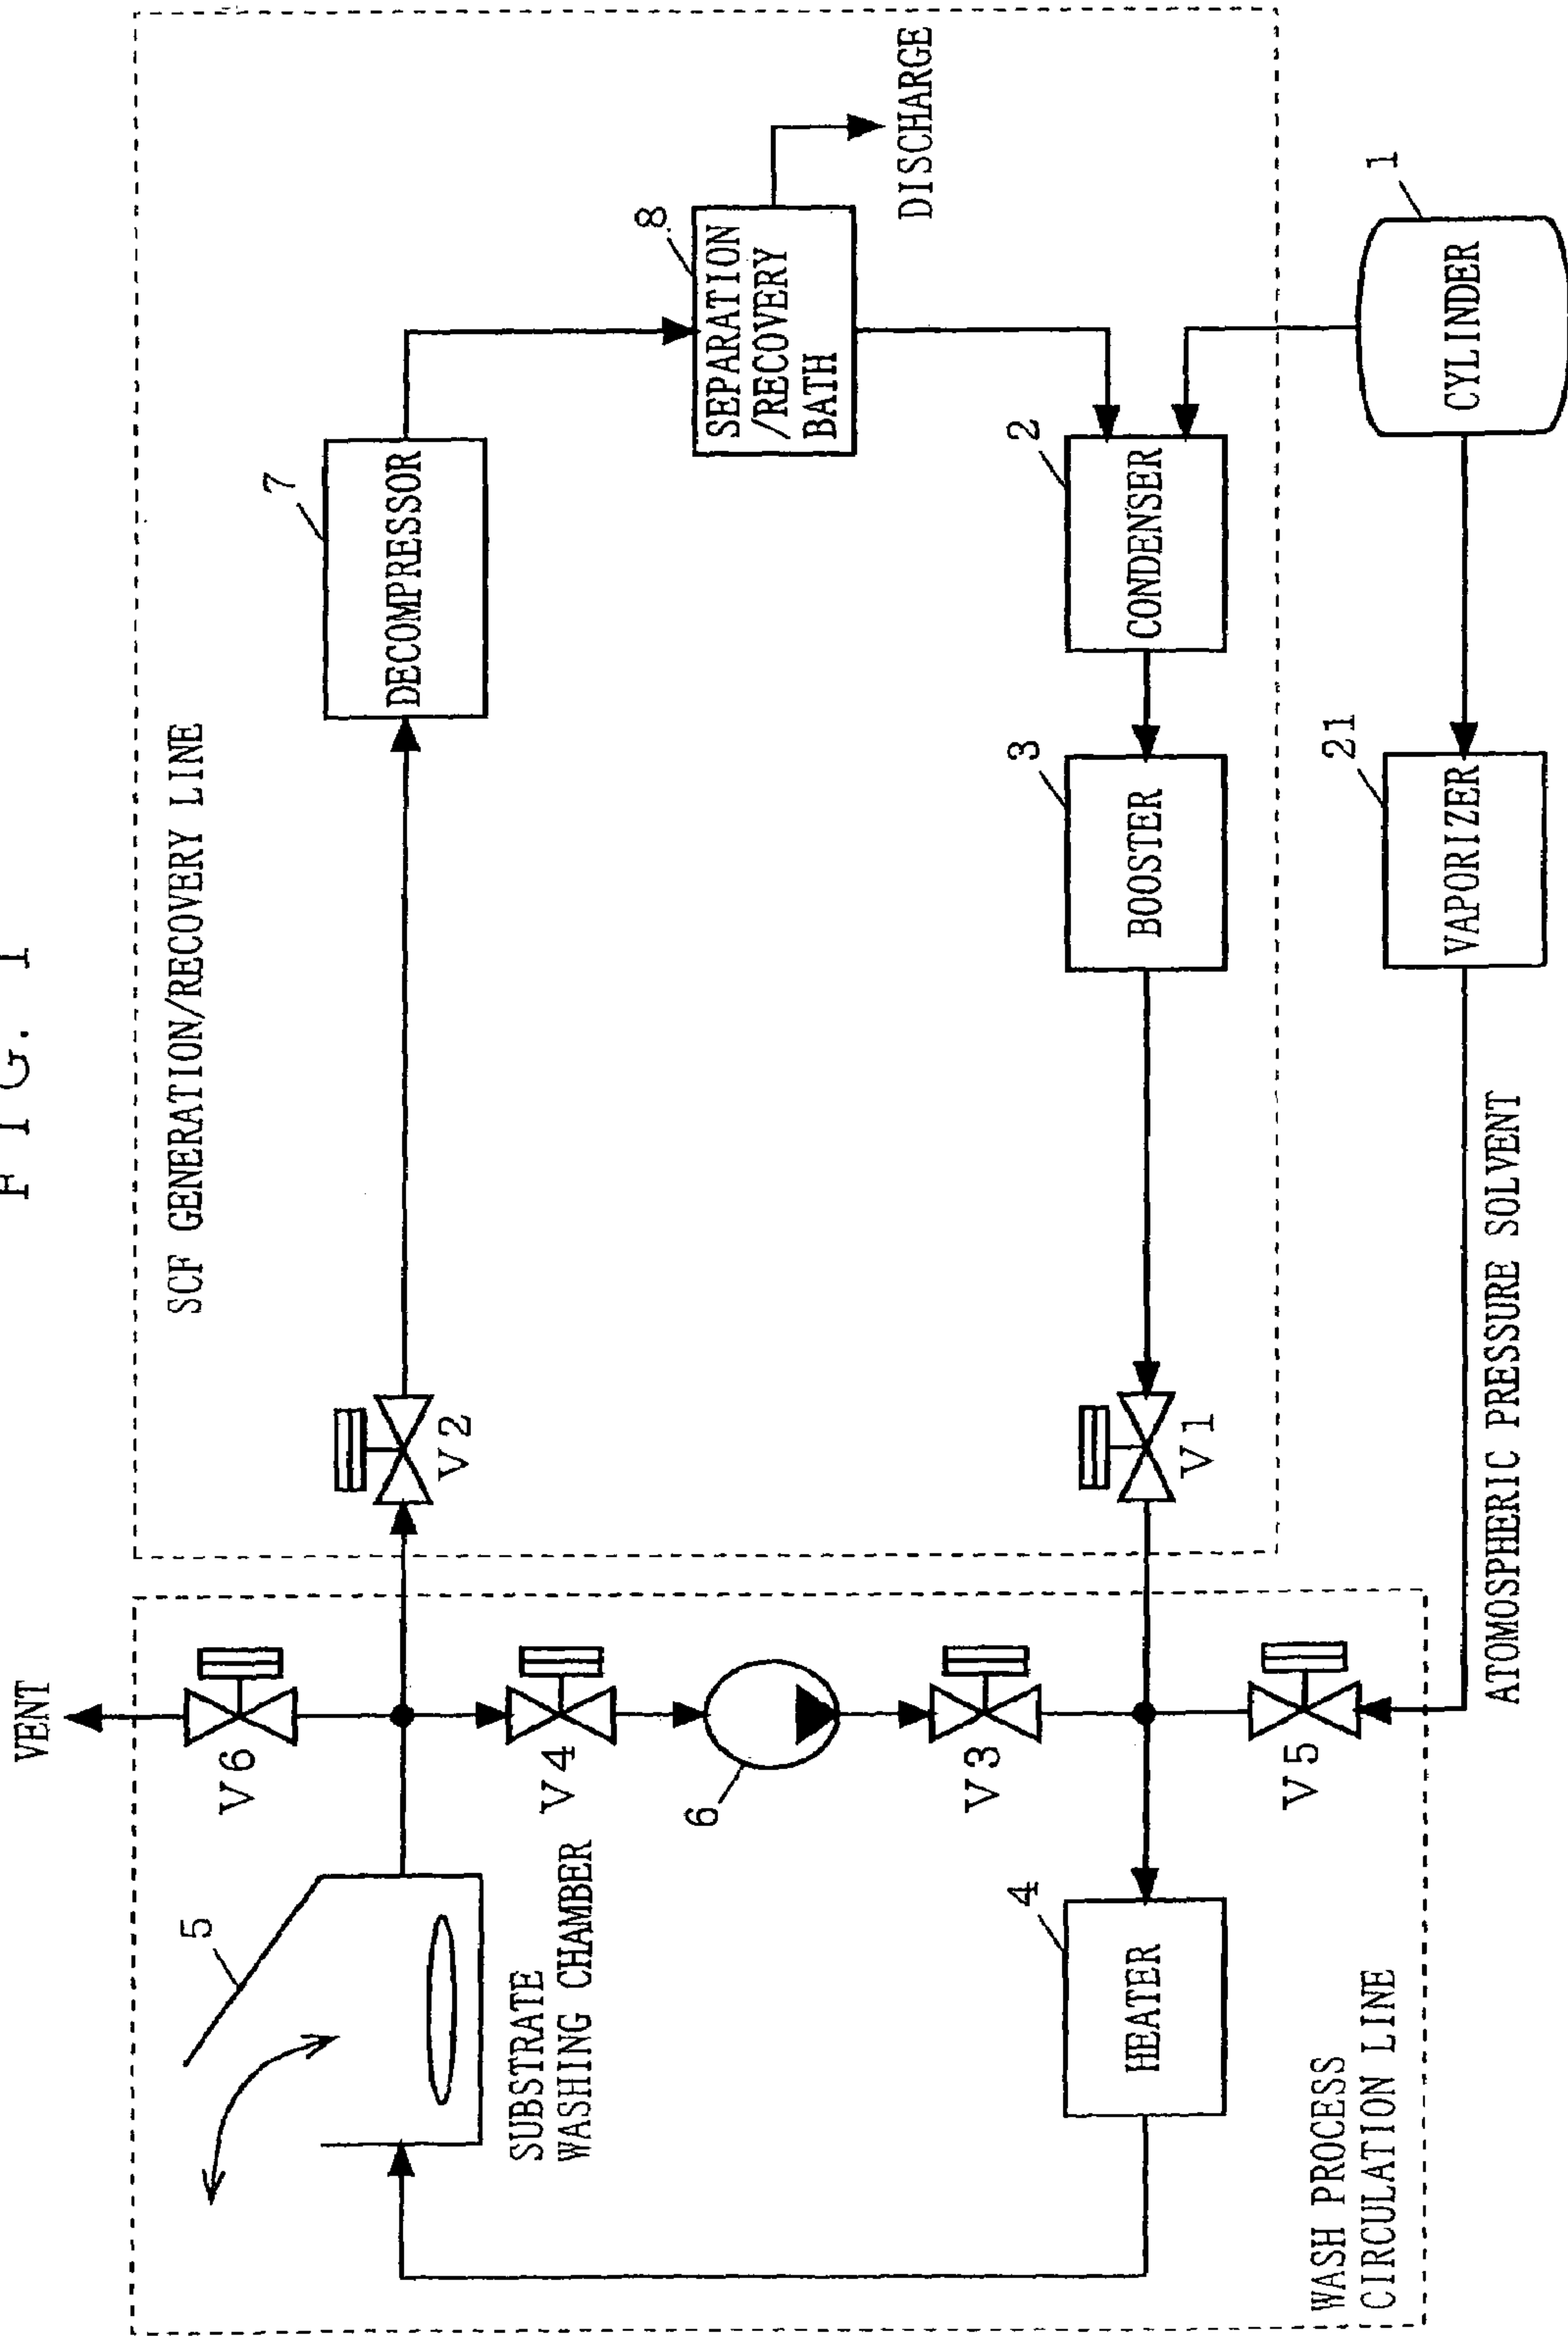 FIG. 1
SCF GENERATION/RECOVERY LINE
VENT
V6
5
SUBSTRATE
WASHING CHAMBER
V2
7
DECOMPRESSOR
V4
6
V3
8
SEPARATION
/RECOVERY
BATH
DISCHARGE
4
HEATER
V1
3
BOOSTER
2
CONDENSER
WASH PROCESS
CIRCULATION LINE
V5
ATOMOSPHERIC PRESSURE SOLVENT
21
VAPORIZER
1
CYLINDER